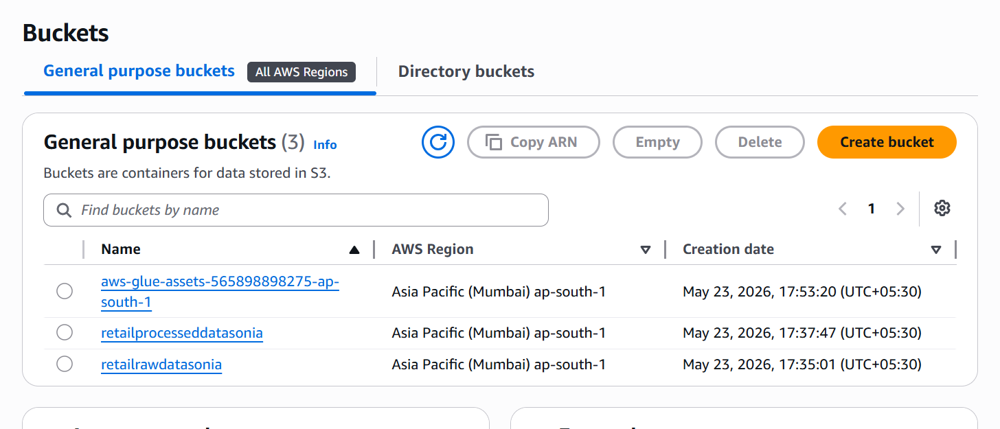 Buckets
General purpose buckets All AWS Regions Directory buckets
General purpose buckets (3) Info Copy ARN Empty Delete Create bucket
Buckets are containers for data stored in S3.
Find buckets by name 1
Name AWS Region Creation date
aws-glue-assets-565898898275-ap-
south-1 Asia Pacific (Mumbai) ap-south-1 May 23, 2026, 17:53:20 (UTC+05:30)
retailprocesseddatasonia Asia Pacific (Mumbai) ap-south-1 May 23, 2026, 17:37:47 (UTC+05:30)
retailrawdatasonia Asia Pacific (Mumbai) ap-south-1 May 23, 2026, 17:35:01 (UTC+05:30)